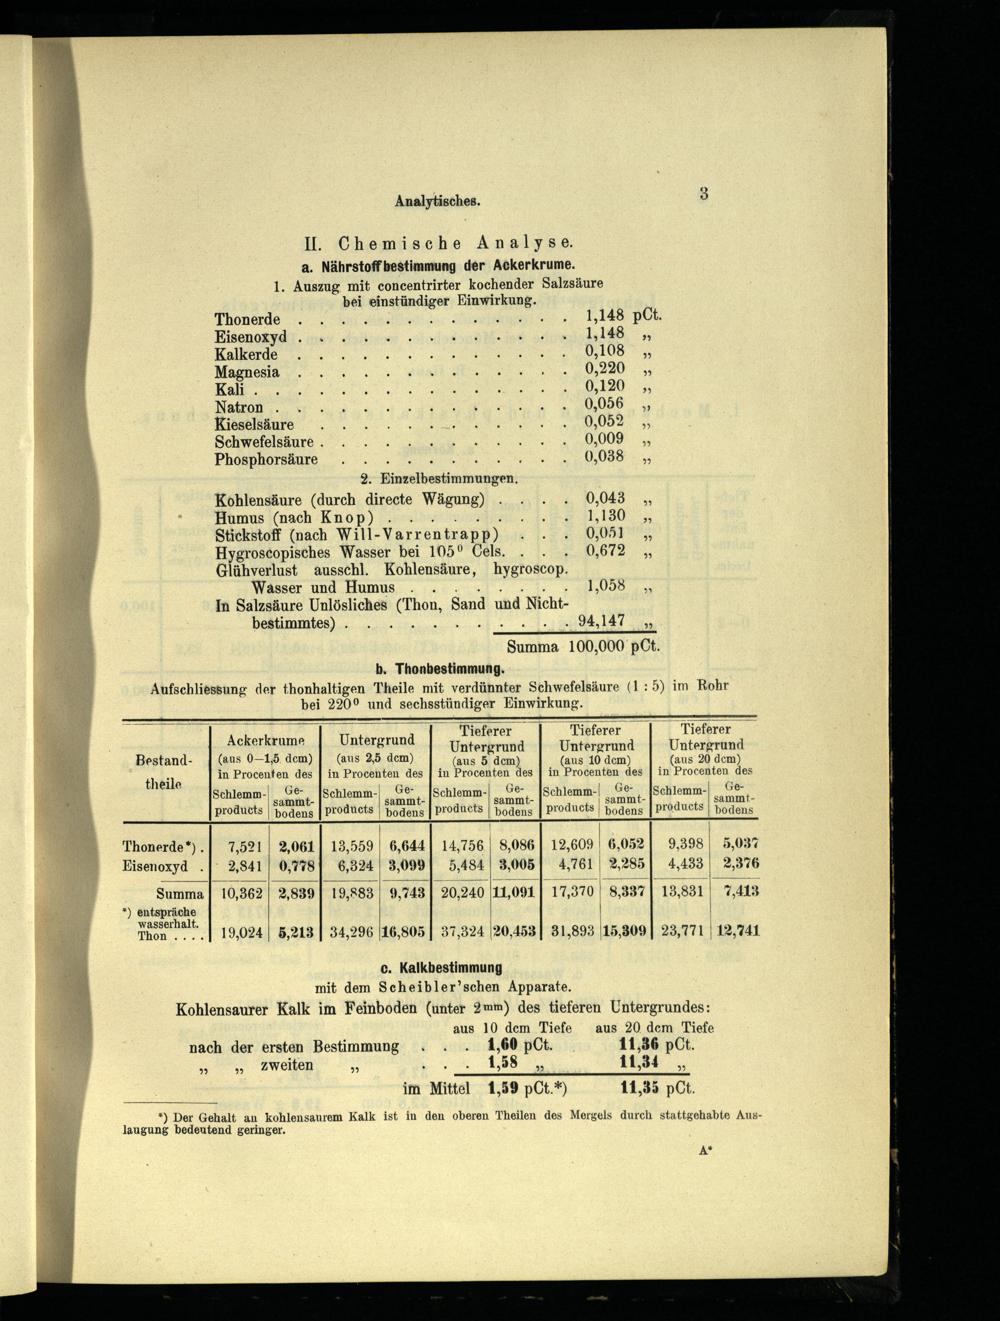 Analytisches.
3
II. Chemische Analyse.
a. Nährstoffbestimmung der Ackerkrume.
1. Auszug mit concentrirter kochender Salzsäure
bei einstündiger Einwirkung.
Thonerde . . . . . . . . . . . . . 1,148 pCt.
Eisenoxyd . . . . . . . . . . . . . 1,148 „
Kalkerde . . . . . . . . . . . . . 0,108 „
Magnesia . . . . . . . . . . . . . 0,220 „
Kali . . . . . . . . . . . . . . . 0,120 „
Natron . . . . . . . . . . . . . . 0,056 „
Kieselsäure . . . . . . . . . . . . 0,052 „
Schwefelsäure . . . . . . . . . . . . 0,009 „
Phosphorsäure . . . . . . . . . . . 0,038 „
2. Einzelbestimmungen.
Kohlensäure (durch directe Wägung) . . . . 0,043 „
Humus (nach Knop) . . . . . . . . . 1,130 „
Stickstoff (nach Will-Varrentrapp) . . . 0,051 „
Hygroscopisches Wasser bei 105⁰ Cels. . . . 0,672 „
Glühverlust ausschl. Kohlensäure, hygroscop.
Wasser und Humus . . . . . . . . 1,058 „
In Salzsäure Unlösliches (Thon, Sand und Nicht-
bestimmtes) . . . . . . . . . . . 94,147 „
Summa 100,000 pCt.
b. Thonbestimmung.
Aufschliessung der thonhaltigen Theile mit verdünnter Schwefelsäure (1 : 5) im Rohr
bei 220⁰ und sechsstündiger Einwirkung.
Bestand-
theile
Ackerkrume
(aus 0—1,5 dcm)
in Procenten des
Schlemm-
products
Ge-
sammt-
bodens
Untergrund
(aus 2,5 dcm)
in Procenten des
Schlemm-
products
Ge-
sammt-
bodens
Tieferer
Untergrund
(aus 5 dcm)
in Procenten des
Schlemm-
products
Ge-
sammt-
bodens
Tieferer
Untergrund
(aus 10 dcm)
in Procenten des
Schlemm-
products
Ge-
sammt-
bodens
Tieferer
Untergrund
(aus 20 dcm)
in Procenten des
Schlemm-
products
Ge-
sammt-
bodens
Thonerde*) . 7,521 2,061 13,559 6,644 14,756 8,086 12,609 6,052 9,398 5,037
Eisenoxyd . 2,841 0,778 6,324 3,099 5,484 3,005 4,761 2,285 4,433 2,376
Summa 10,362 2,839 19,883 9,743 20,240 11,091 17,370 8,337 13,831 7,413
*) entspräche
wasserhalt.
Thon . . . . 19,024 5,213 34,296 16,805 37,324 20,453 31,893 15,309 23,771 12,741
c. Kalkbestimmung
mit dem Scheibler'schen Apparate.
Kohlensaurer Kalk im Feinboden (unter 2mm) des tieferen Untergrundes:
aus 10 dcm Tiefe aus 20 dcm Tiefe
nach der ersten Bestimmung . . . 1,60 pCt. 11,36 pCt.
„ „ zweiten „ . . . 1,58 „ 11,34 „
im Mittel 1,59 pCt.*) 11,35 pCt.
*) Der Gehalt an kohlensaurem Kalk ist in den oberen Theilen des Mergels durch stattgehabte Aus-
laugung bedeutend geringer.
A*